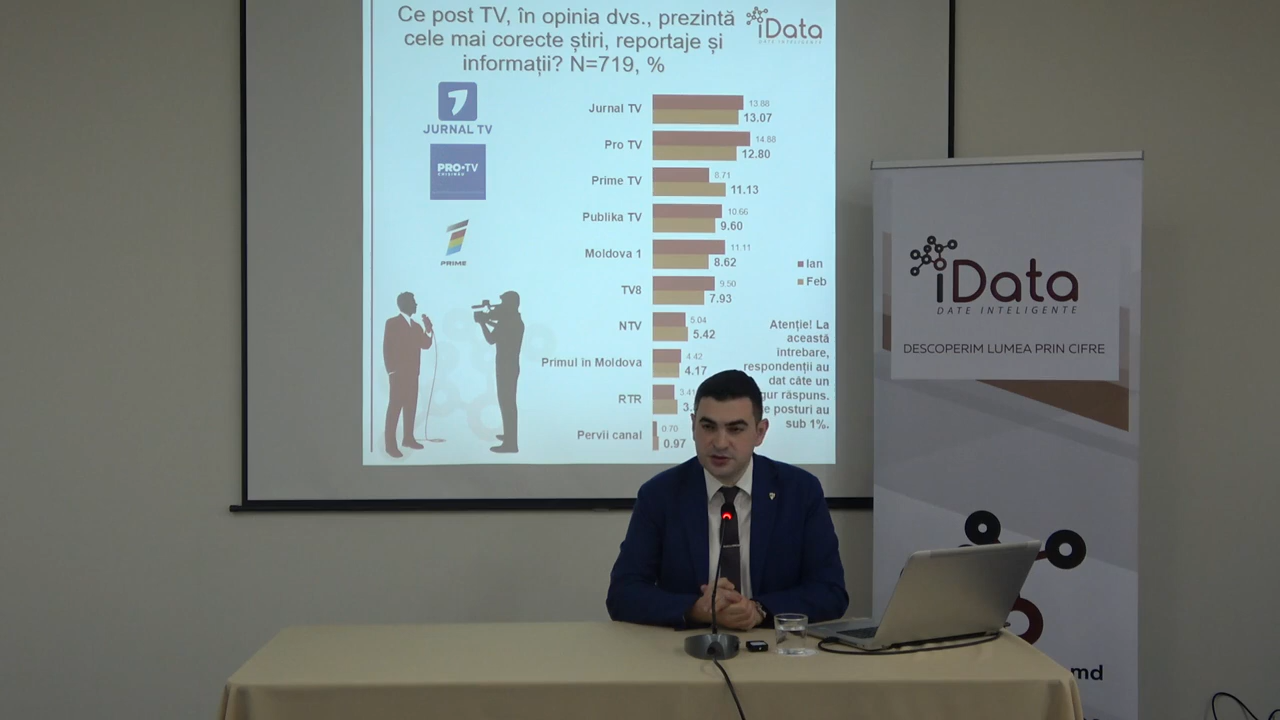 Ce post TV, în opinia dvs., prezintă
cele mai corecte știri, reportaje și
informații? N=719, %
iData
DATE INTELIGENTE
JURNAL TV
PRO•TV
CHIȘINĂU
PRIME
Jurnal TV
13.88
13.07
Pro TV
14.88
12.80
Prime TV
8.71
11.13
Publika TV
10.66
9.60
Moldova 1
11.11
8.62
TV8
9.50
7.93
NTV
5.04
5.42
Primul în Moldova
4.42
4.17
RTR
3.41
Pervîi canal
0.70
0.97
Ian
Feb
Atenție! La
această
întrebare,
respondenții au
dat câte un
răspuns.
posturi au
sub 1%.
iData
DATE INTELIGENTE
DESCOPERIM LUMEA PRIN CIFRE
md